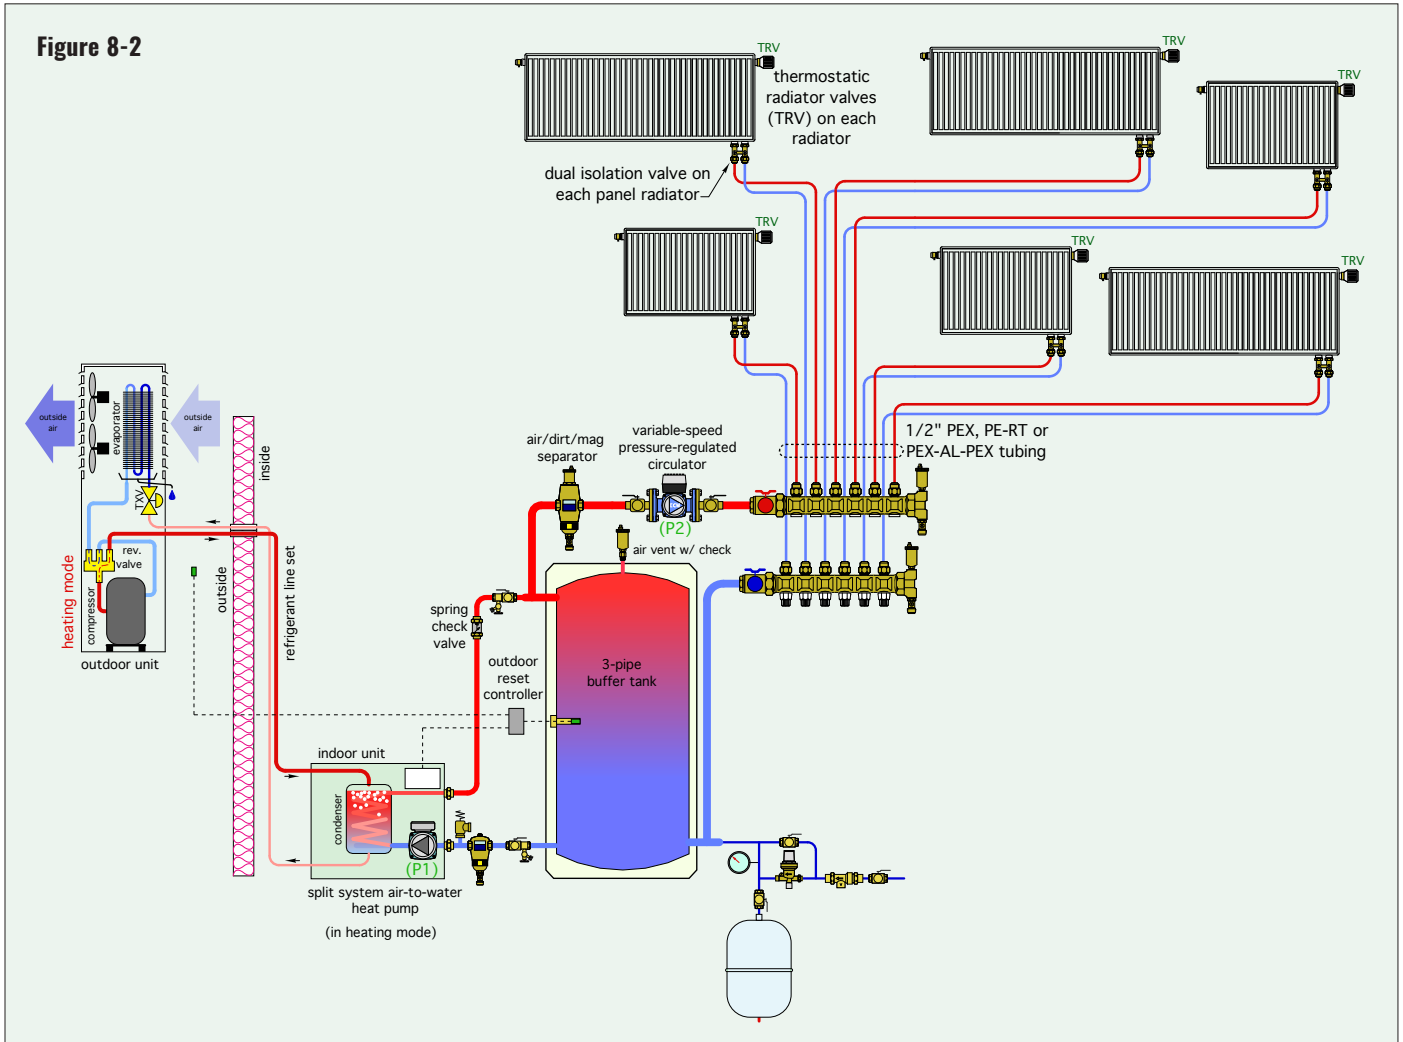 Figure 8-2
TRV
thermostatic
radiator valves
(TRV) on each
radiator
TRV
TRV
dual isolation valve on
each panel radiator
TRV
TRV
TRV
1/2" PEX, PE-RT or
PEX-AL-PEX tubing
variable-speed
pressure-regulated
circulator
(P2)
air/dirt/mag
separator
air vent w/ check
outside
air
outside
air
evaporator
TXV
rev.
valve
compressor
heating mode
outdoor unit
inside
outside
refrigerant line set
spring
check
valve
outdoor
reset
controller
3-pipe
buffer tank
indoor unit
condenser
(P1)
split system air-to-water
heat pump
(in heating mode)